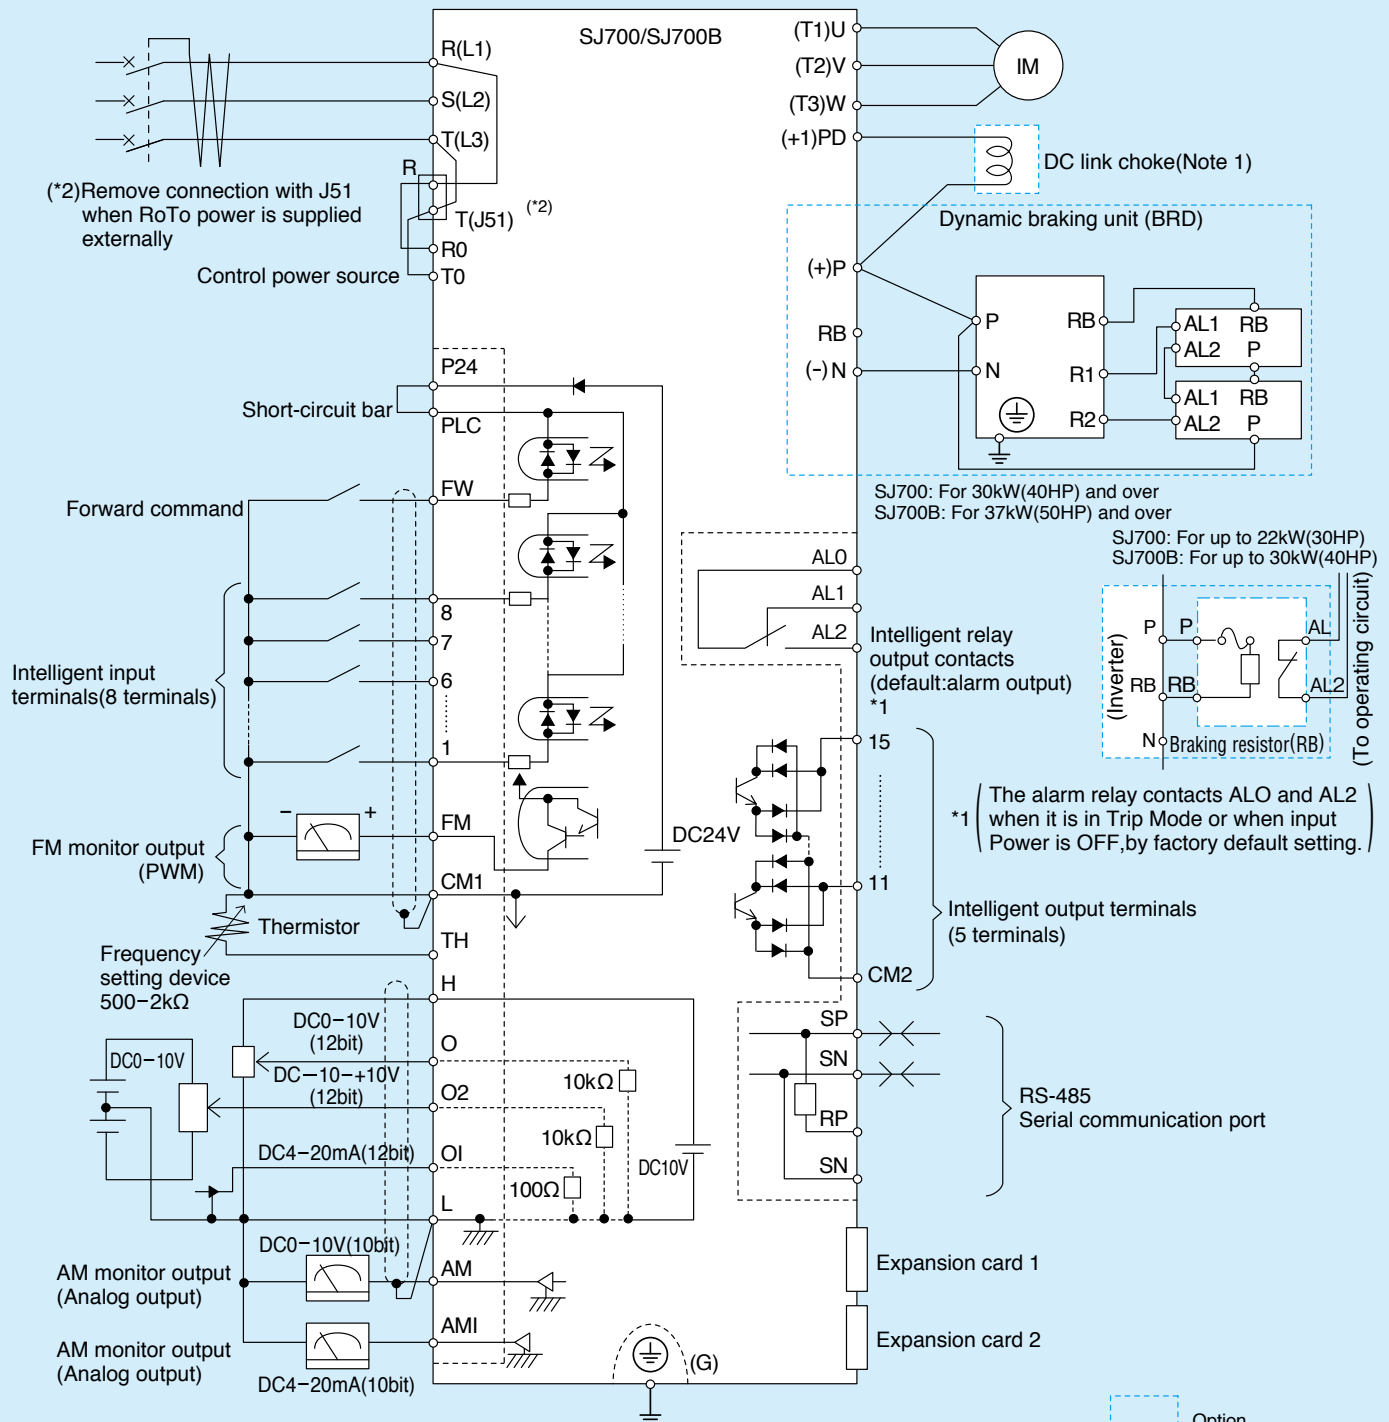 SJ700/SJ700B
R(L1)
S(L2)
T(L3)
R
T(J51) (*2)
R0
T0
(*2)Remove connection with J51
when RoTo power is supplied
externally
Control power source
(T1)U
(T2)V
(T3)W
IM
(+1)PD
DC link choke(Note 1)
Dynamic braking unit (BRD)
(+)P
RB
(-) N
P
N
RB
R1
R2
AL1 RB
AL2 P
AL1 RB
AL2 P
SJ700: For 30kW(40HP) and over
SJ700B: For 37kW(50HP) and over
SJ700: For up to 22kW(30HP)
SJ700B: For up to 30kW(40HP)
(Inverter)
P
RB
N
P
RB
AL
AL2
Braking resistor(RB)
(To operating circuit)
P24
Short-circuit bar
PLC
FW
Forward command
8
7
6
1
Intelligent input
terminals(8 terminals)
− +
FM
FM monitor output
(PWM)
CM1
DC24V
Thermistor
TH
Frequency
setting device
500−2kΩ
AL0
AL1
AL2
Intelligent relay
output contacts
(default:alarm output)
*1
*1 ( The alarm relay contacts ALO and AL2
when it is in Trip Mode or when input
Power is OFF,by factory default setting. )
15
11
CM2
Intelligent output terminals
(5 terminals)
H
DC0−10V
(12bit)
O
DC0−10V
DC−10−+10V
(12bit)
O2
DC4−20mA(12bit)
OI
L
10kΩ
10kΩ
100Ω
DC10V
DC0−10V(10bit)
AM monitor output
(Analog output)
AM
AM monitor output
(Analog output)
AMI
DC4−20mA(10bit)
SP
SN
RP
SN
RS-485
Serial communication port
Expansion card 1
Expansion card 2
(G)
Option